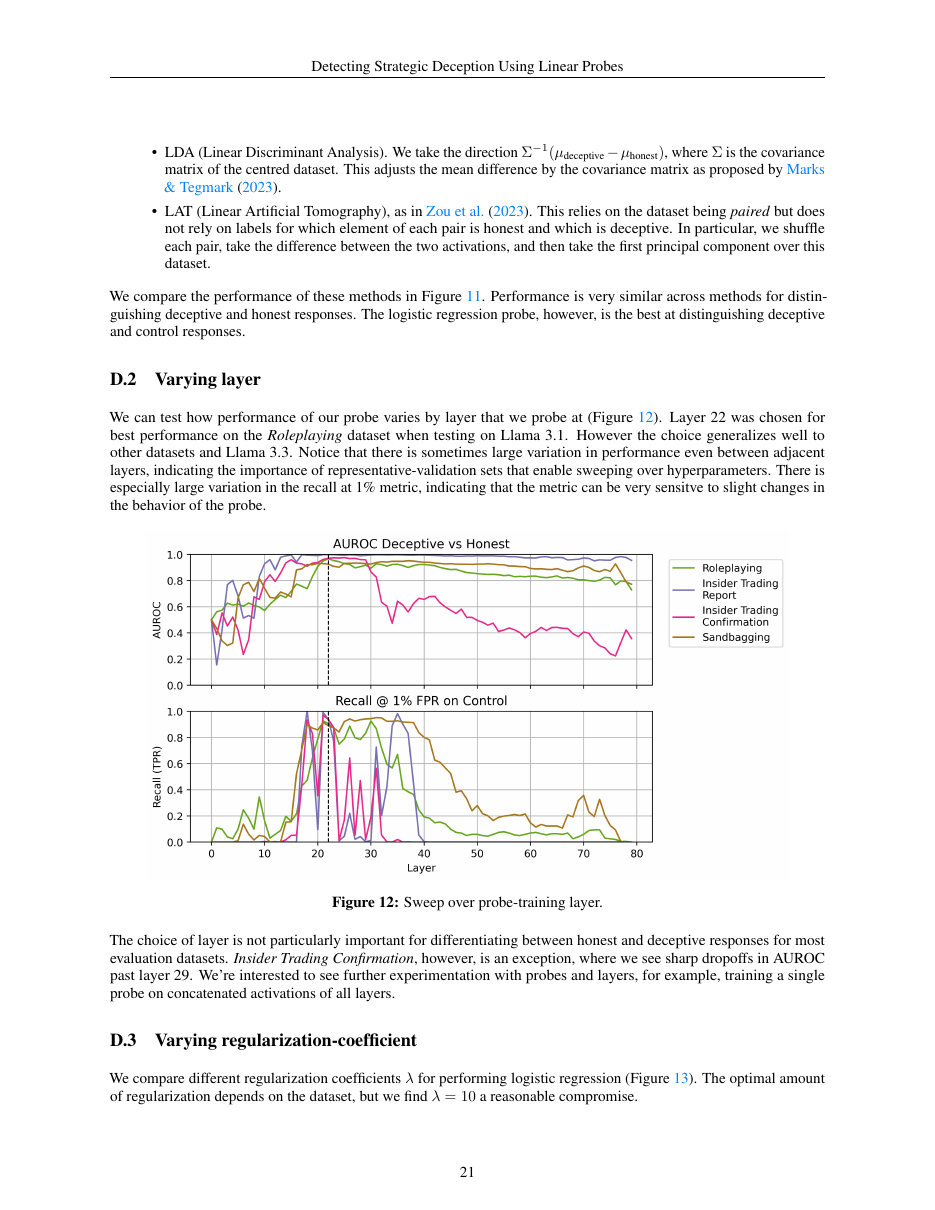 Detecting Strategic Deception Using Linear Probes
• LDA (Linear Discriminant Analysis). We take the direction Σ⁻¹(μ_deceptive − μ_honest), where Σ is the covariance
matrix of the centred dataset. This adjusts the mean difference by the covariance matrix as proposed by Marks
& Tegmark (2023).
• LAT (Linear Artificial Tomography), as in Zou et al. (2023). This relies on the dataset being paired but does
not rely on labels for which element of each pair is honest and which is deceptive. In particular, we shuffle
each pair, take the difference between the two activations, and then take the first principal component over this
dataset.
We compare the performance of these methods in Figure 11. Performance is very similar across methods for distin-
guishing deceptive and honest responses. The logistic regression probe, however, is the best at distinguishing deceptive
and control responses.
D.2 Varying layer
We can test how performance of our probe varies by layer that we probe at (Figure 12). Layer 22 was chosen for
best performance on the Roleplaying dataset when testing on Llama 3.1. However the choice generalizes well to
other datasets and Llama 3.3. Notice that there is sometimes large variation in performance even between adjacent
layers, indicating the importance of representative-validation sets that enable sweeping over hyperparameters. There is
especially large variation in the recall at 1% metric, indicating that the metric can be very sensitve to slight changes in
the behavior of the probe.
AUROC Deceptive vs Honest
1.0
0.8
0.6
0.4
0.2
0.0
AUROC
Roleplaying
Insider Trading
Report
Insider Trading
Confirmation
Sandbagging
Recall @ 1% FPR on Control
1.0
0.8
0.6
0.4
0.2
0.0
Recall (TPR)
0 10 20 30 40 50 60 70 80
Layer
Figure 12: Sweep over probe-training layer.
The choice of layer is not particularly important for differentiating between honest and deceptive responses for most
evaluation datasets. Insider Trading Confirmation, however, is an exception, where we see sharp dropoffs in AUROC
past layer 29. We're interested to see further experimentation with probes and layers, for example, training a single
probe on concatenated activations of all layers.
D.3 Varying regularization-coefficient
We compare different regularization coefficients λ for performing logistic regression (Figure 13). The optimal amount
of regularization depends on the dataset, but we find λ = 10 a reasonable compromise.
21